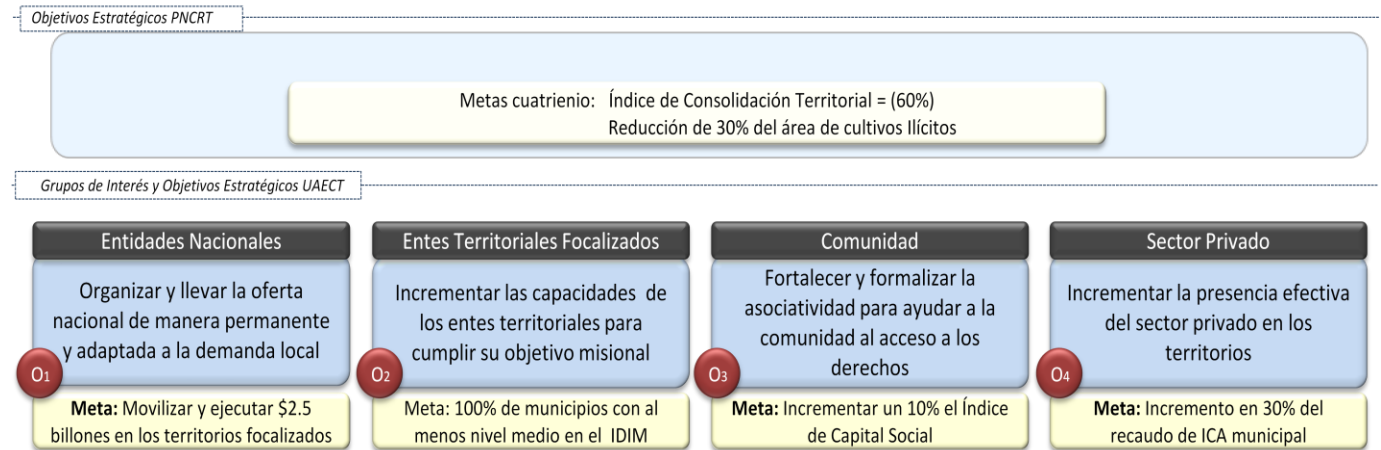 Objetivos Estratégicos PNCRT
Metas cuatrienio: Índice de Consolidación Territorial = (60%)
Reducción de 30% del área de cultivos Ilícitos
Grupos de Interés y Objetivos Estratégicos UAECT
Entidades Nacionales
Organizar y llevar la oferta
nacional de manera permanente
y adaptada a la demanda local
O1
Meta: Movilizar y ejecutar $2.5
billones en los territorios focalizados
Entes Territoriales Focalizados
Incrementar las capacidades de
los entes territoriales para
cumplir su objetivo misional
O2
Meta: 100% de municipios con al
menos nivel medio en el IDIM
Comunidad
Fortalecer y formalizar la
asociatividad para ayudar a la
comunidad al acceso a los
derechos
O3
Meta: Incrementar un 10% el Índice
de Capital Social
Sector Privado
Incrementar la presencia efectiva
del sector privado en los
territorios
O4
Meta: Incremento en 30% del
recaudo de ICA municipal